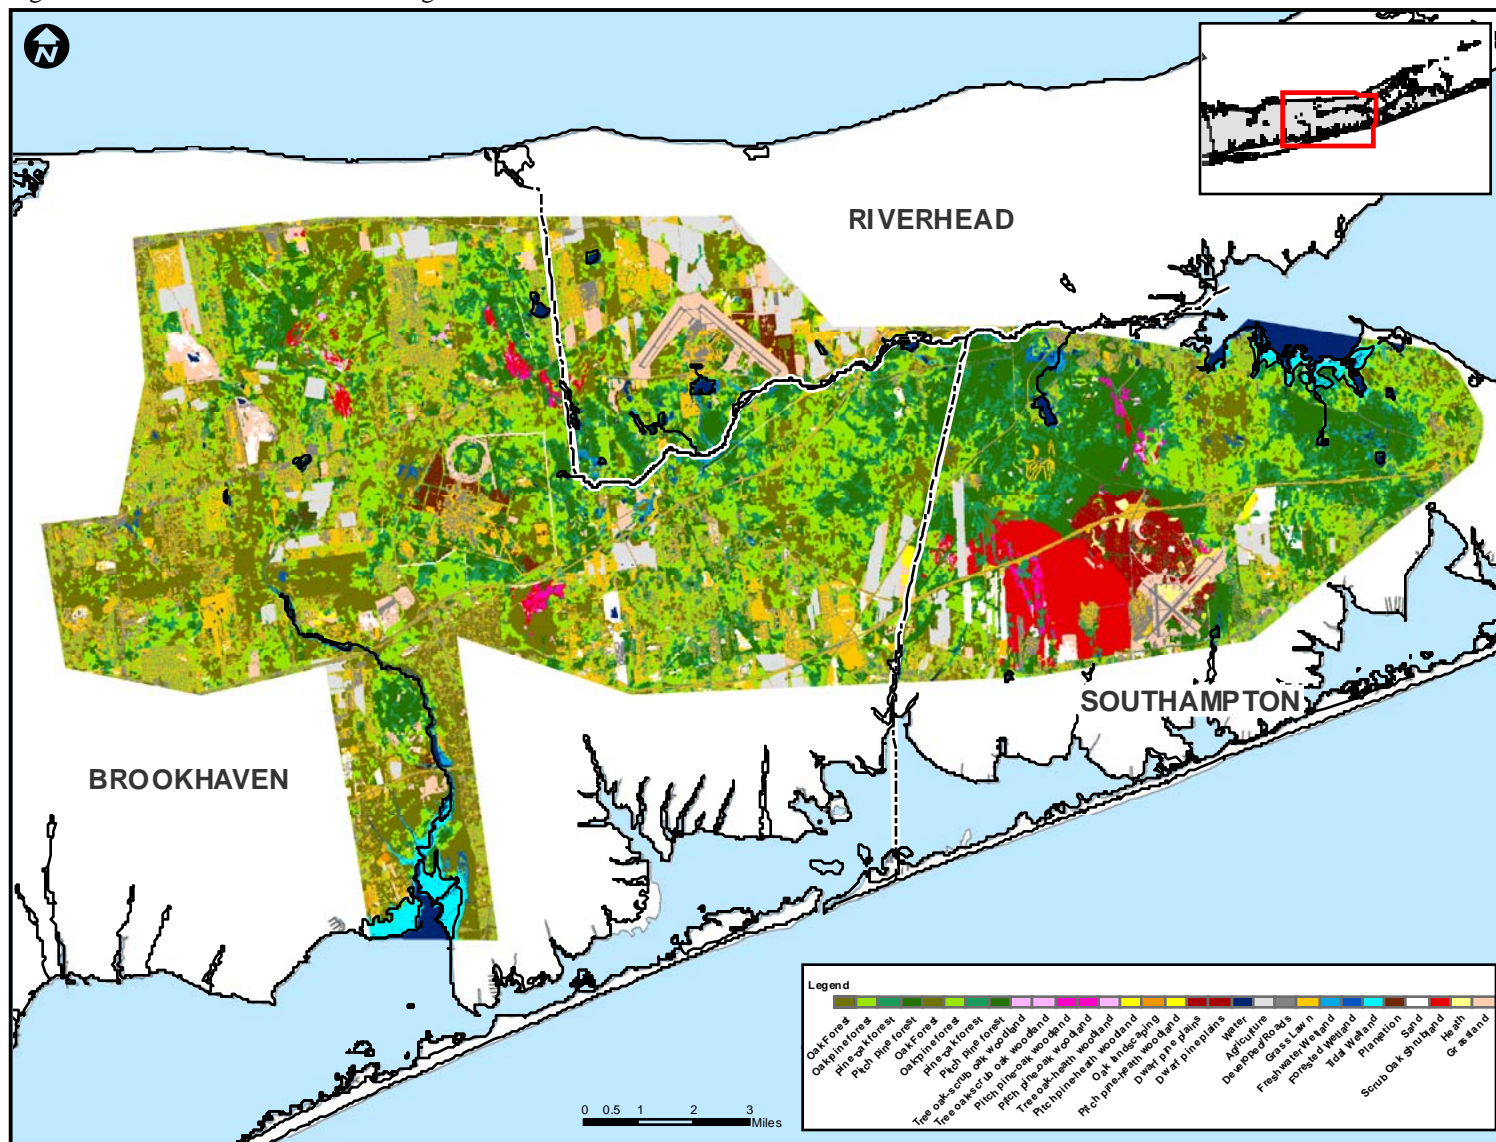 N
RIVERHEAD
SOUTHAMPTON
BROOKHAVEN
Legend
Oak Forest
Oak pine forest
Pine-oak forest
Pitch Pine forest
Oak Forest
Oak pine forest
Pine-oak forest
Pitch Pine forest
Tree oak-scrub oak woodland
Tree oak-scrub oak woodland
Pitch pine-oak woodland
Pitch pine-oak woodland
Tree oak-heath woodland
Pitch pine-heath woodland
Oak landscaping
Pitch pine-heath woodland
Dwarf pine plains
Dwarf pine plains
Water
Agriculture
Developed/Roads
Grass Lawn
Freshwater Wetland
Forested Wetland
Tidal Wetland
Planation
Sand
Scrub Oak Shrubland
Heath
Grassland
0 0.5 1 2 3
Miles